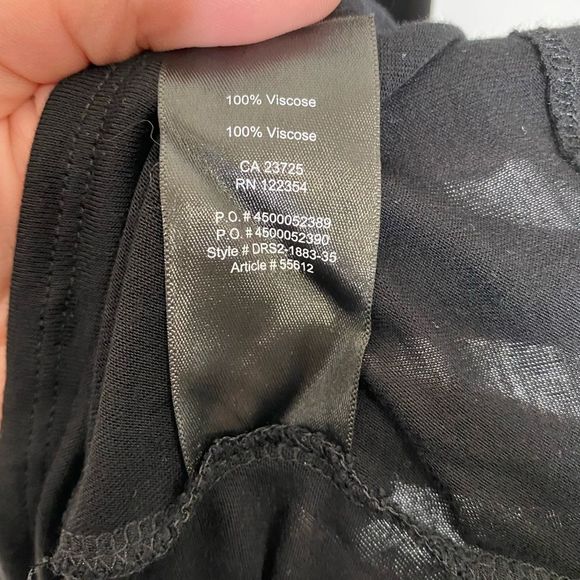 100% Viscose
100% Viscose
CA 23725
RN 122354
P.O. # 4500052389
P.O. # 4500052390
Style # DRS2-1883-35
Article # 55612